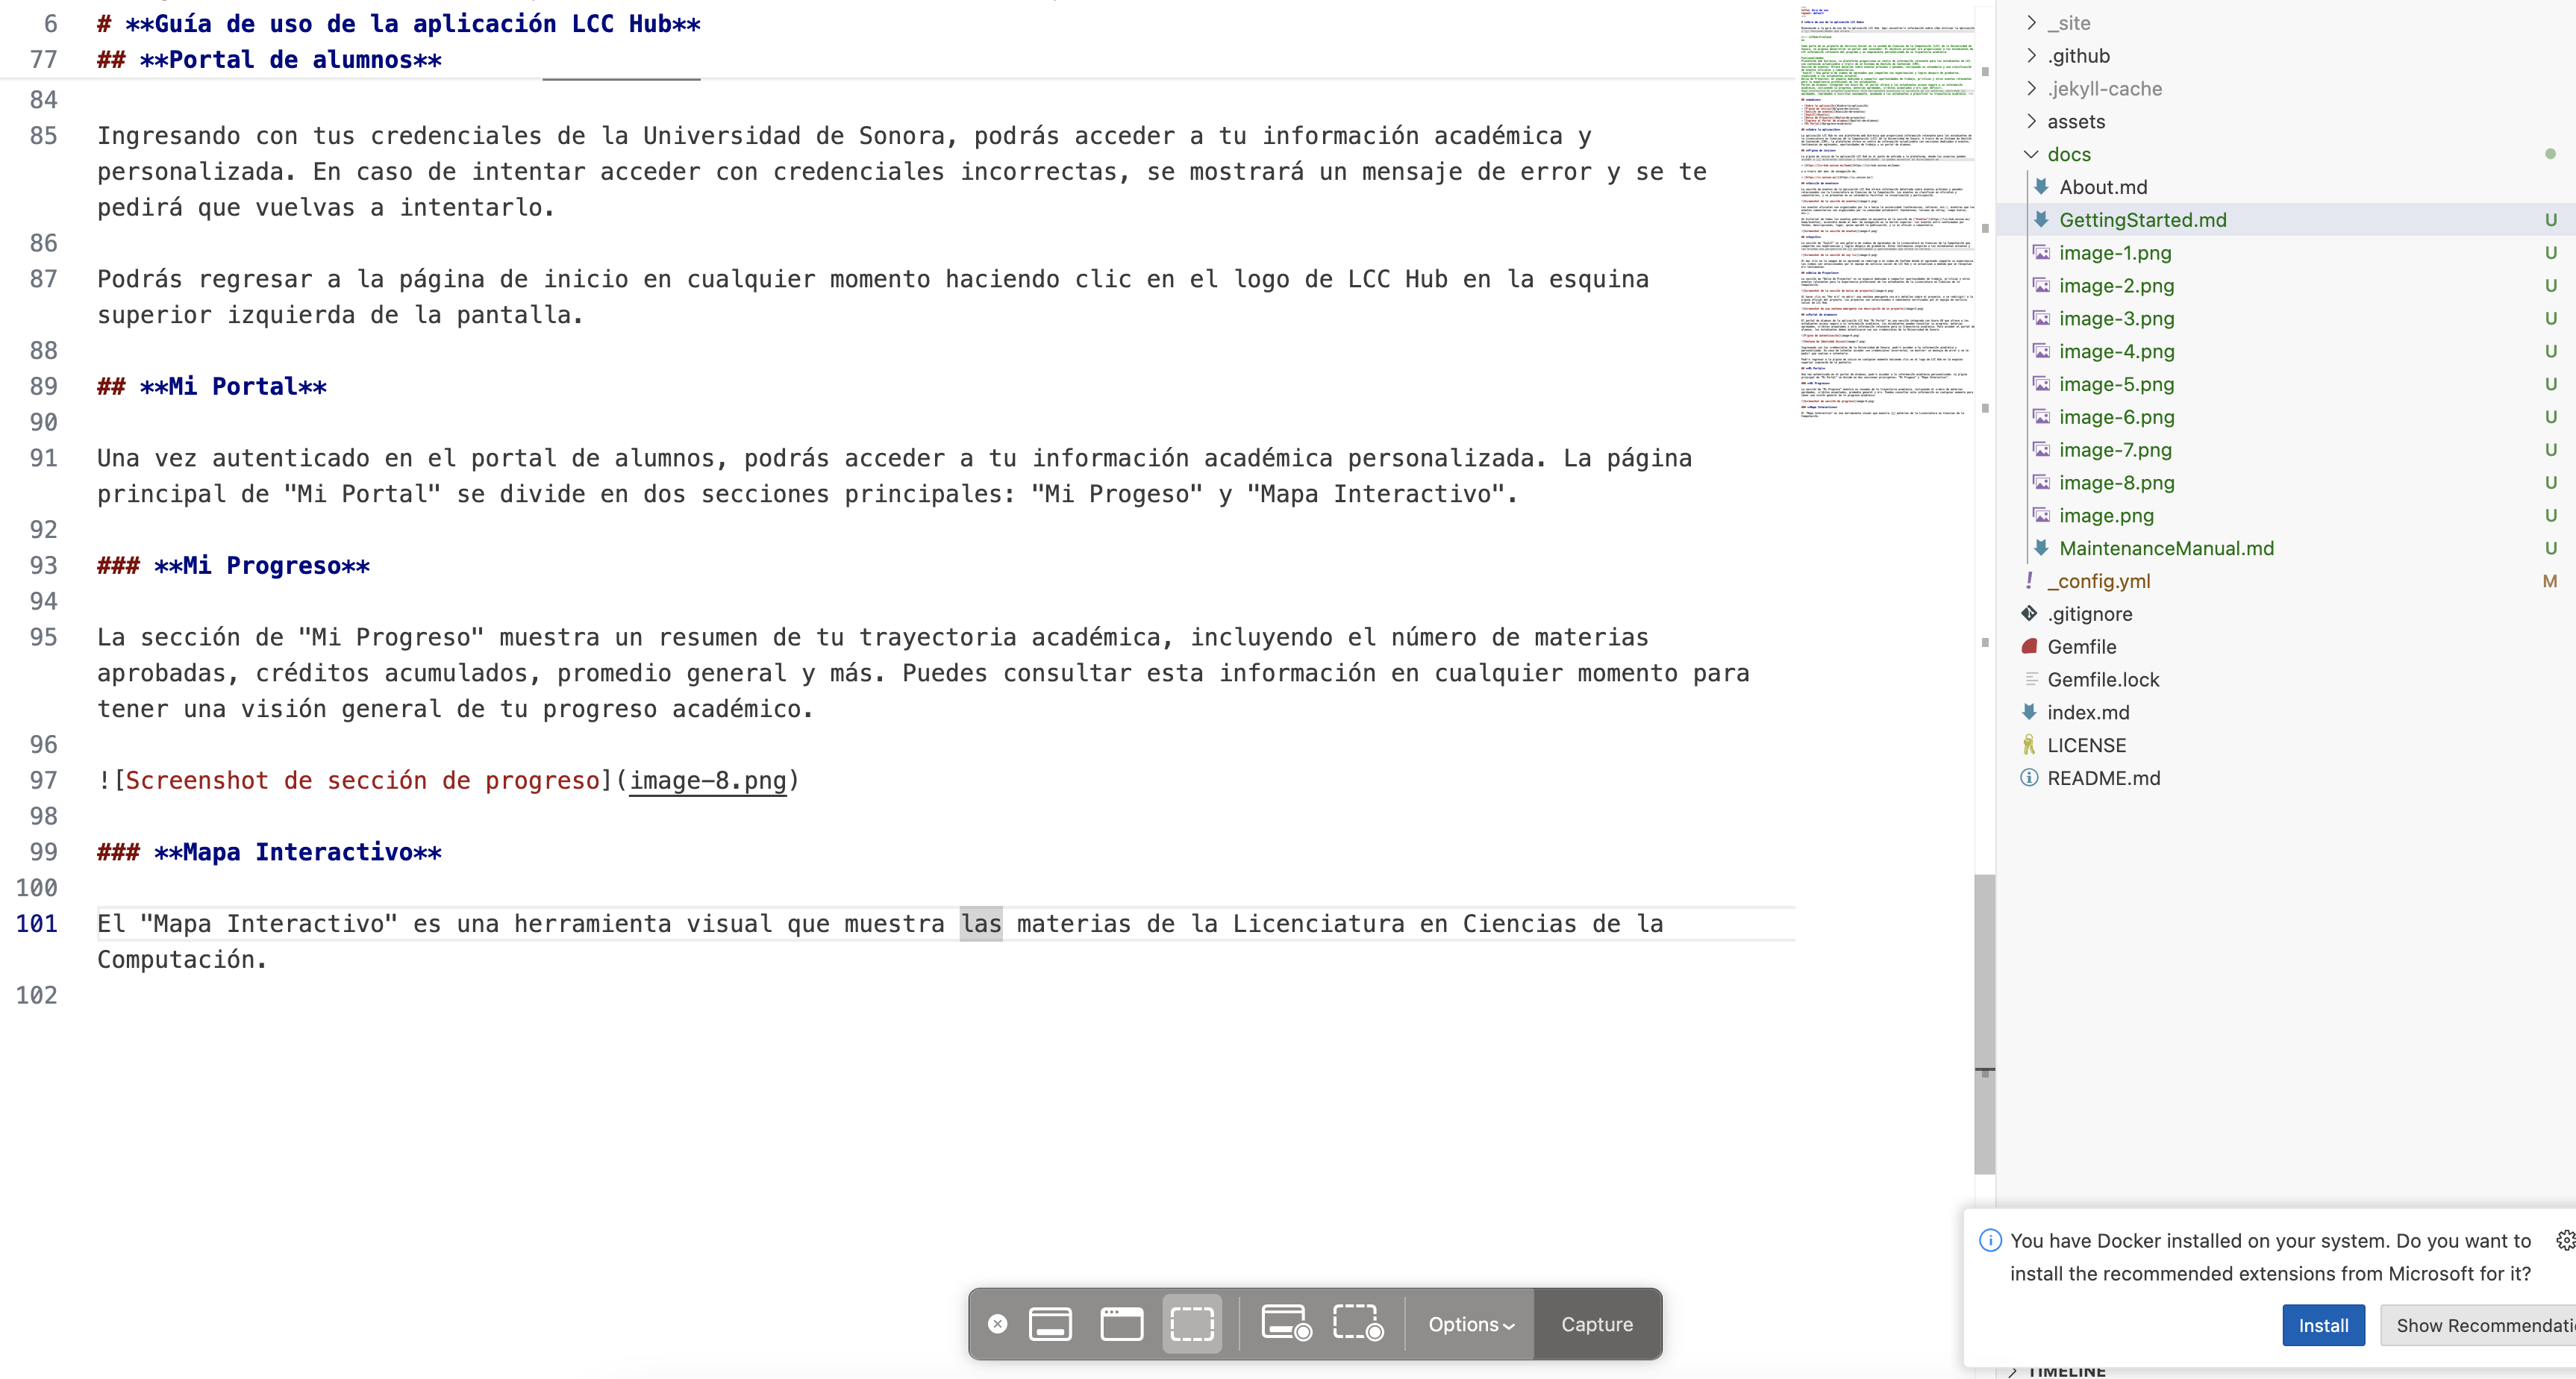 6 # **Guía de uso de la aplicación LCC Hub**
77 ## **Portal de alumnos**
84
85 Ingresando con tus credenciales de la Universidad de Sonora, podrás acceder a tu información académica y
personalizada. En caso de intentar acceder con credenciales incorrectas, se mostrará un mensaje de error y se te
pedirá que vuelvas a intentarlo.
86
87 Podrás regresar a la página de inicio en cualquier momento haciendo clic en el logo de LCC Hub en la esquina
superior izquierda de la pantalla.
88
89 ## **Mi Portal**
90
91 Una vez autenticado en el portal de alumnos, podrás acceder a tu información académica personalizada. La página
principal de "Mi Portal" se divide en dos secciones principales: "Mi Progeso" y "Mapa Interactivo".
92
93 ### **Mi Progreso**
94
95 La sección de "Mi Progreso" muestra un resumen de tu trayectoria académica, incluyendo el número de materias
aprobadas, créditos acumulados, promedio general y más. Puedes consultar esta información en cualquier momento para
tener una visión general de tu progreso académico.
96
97 ![Screenshot de sección de progreso](image-8.png)
98
99 ### **Mapa Interactivo**
100
101 El "Mapa Interactivo" es una herramienta visual que muestra las materias de la Licenciatura en Ciencias de la
Computación.
102
_site
.github
.jekyll-cache
assets
docs
About.md
GettingStarted.md U
image-1.png U
image-2.png U
image-3.png U
image-4.png U
image-5.png U
image-6.png U
image-7.png U
image-8.png U
image.png U
MaintenanceManual.md U
_config.yml M
.gitignore
Gemfile
Gemfile.lock
index.md
LICENSE
README.md
You have Docker installed on your system. Do you want to
install the recommended extensions from Microsoft for it?
Install Show Recommendati
TIMELINE
Options Capture